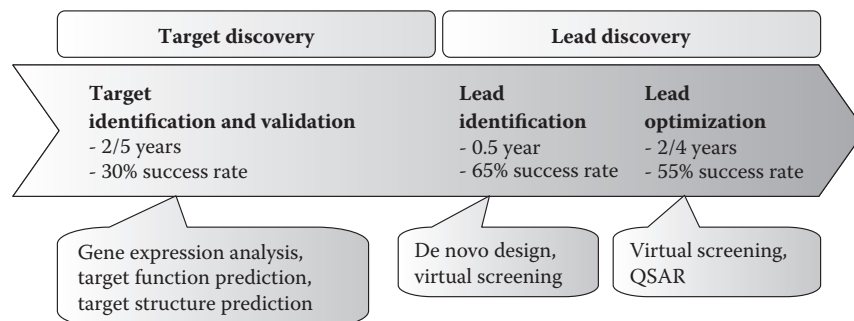 Target discovery
Lead discovery
Target
identification and validation
- 2/5 years
- 30% success rate
Lead
identification
- 0.5 year
- 65% success rate
Lead
optimization
- 2/4 years
- 55% success rate
Gene expression analysis,
target function prediction,
target structure prediction
De novo design,
virtual screening
Virtual screening,
QSAR